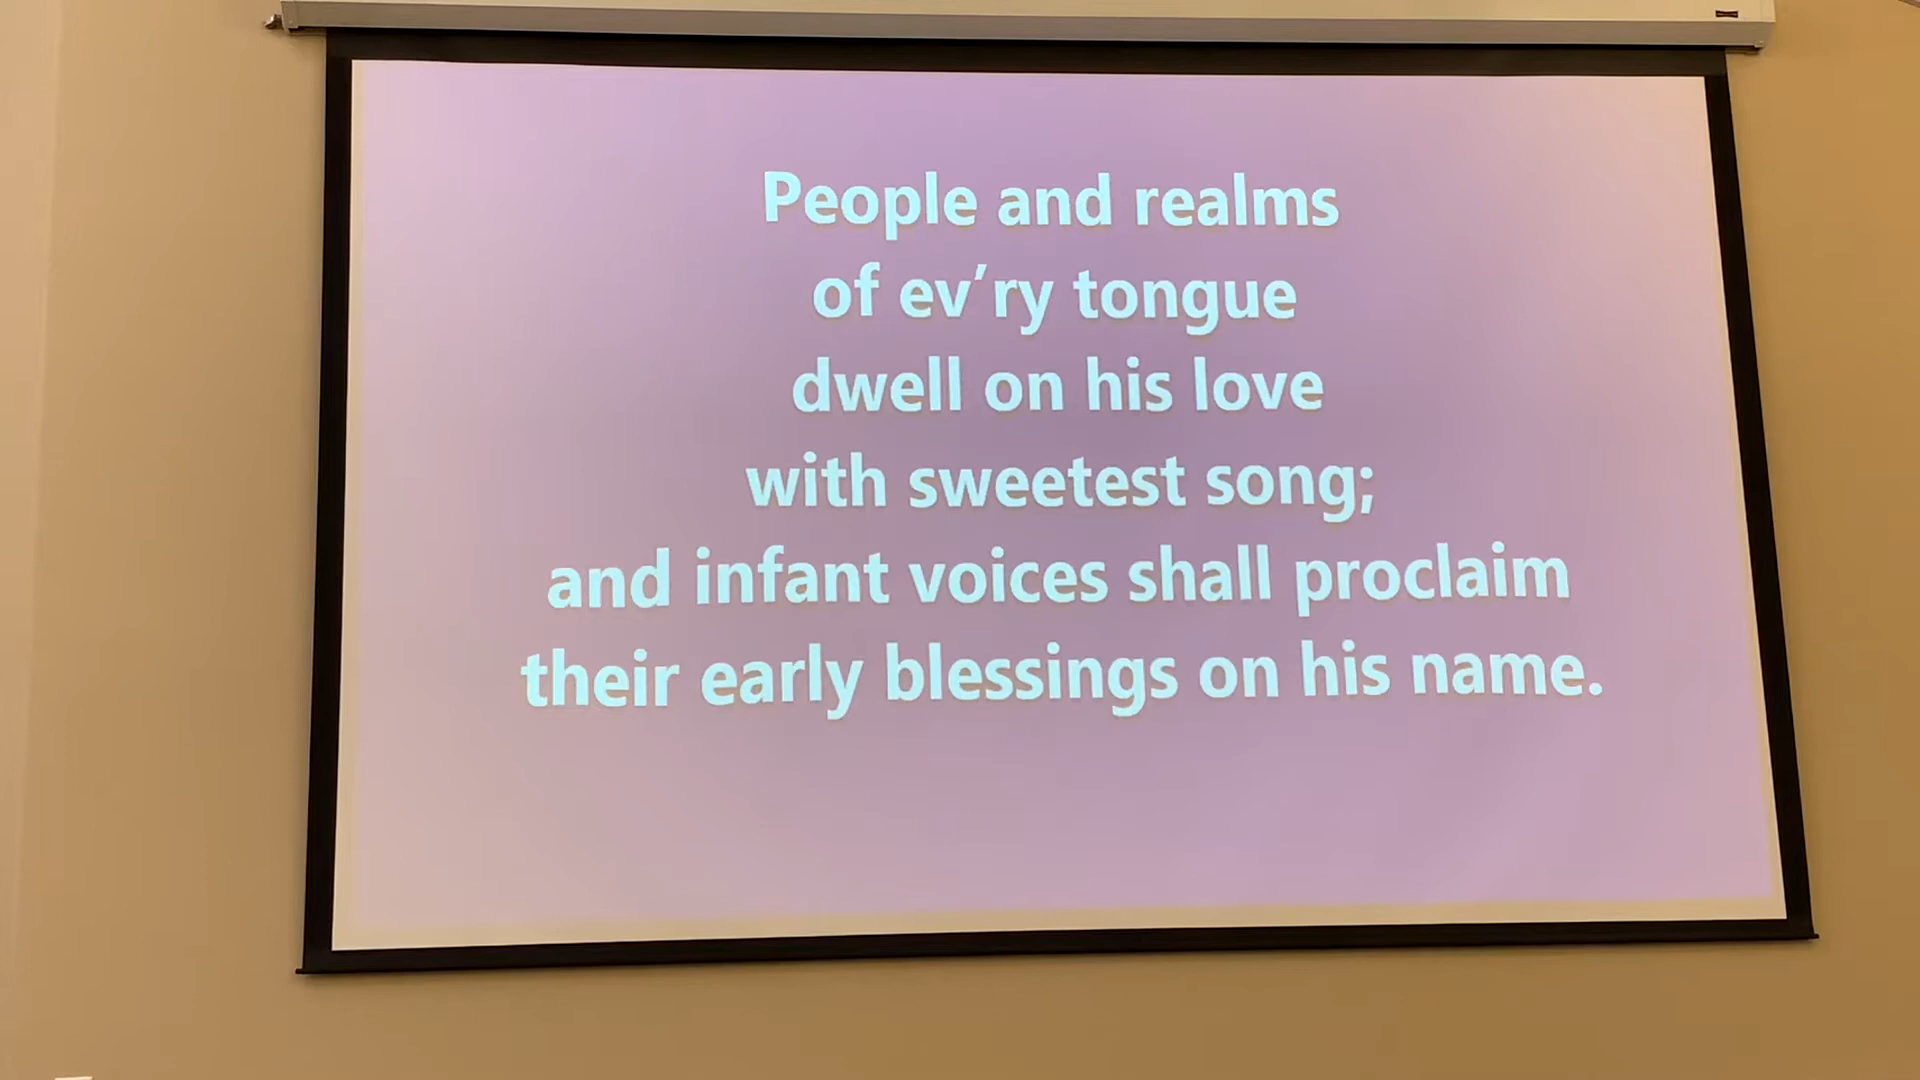 People and realms
of ev′ry tongue
dwell on his love
with sweetest song;
and infant voices shall proclaim
their early blessings on his name.